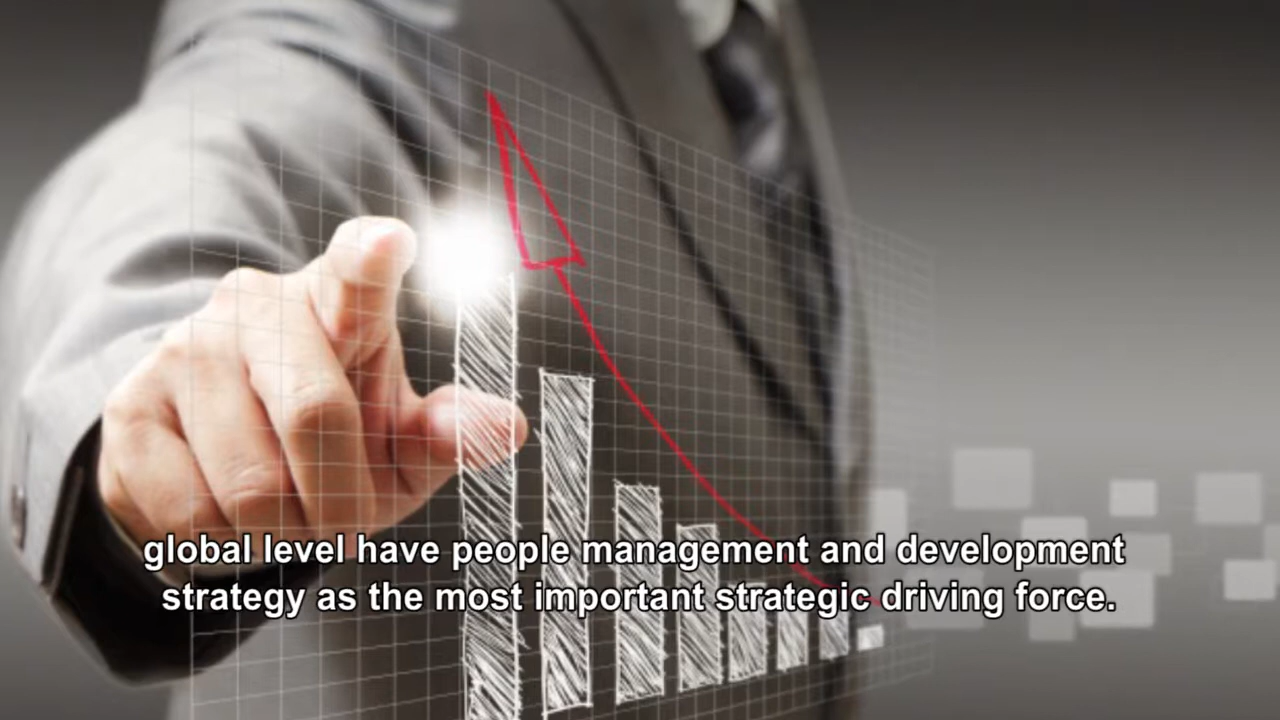 global level have people management and development
strategy as the most important strategic driving force.